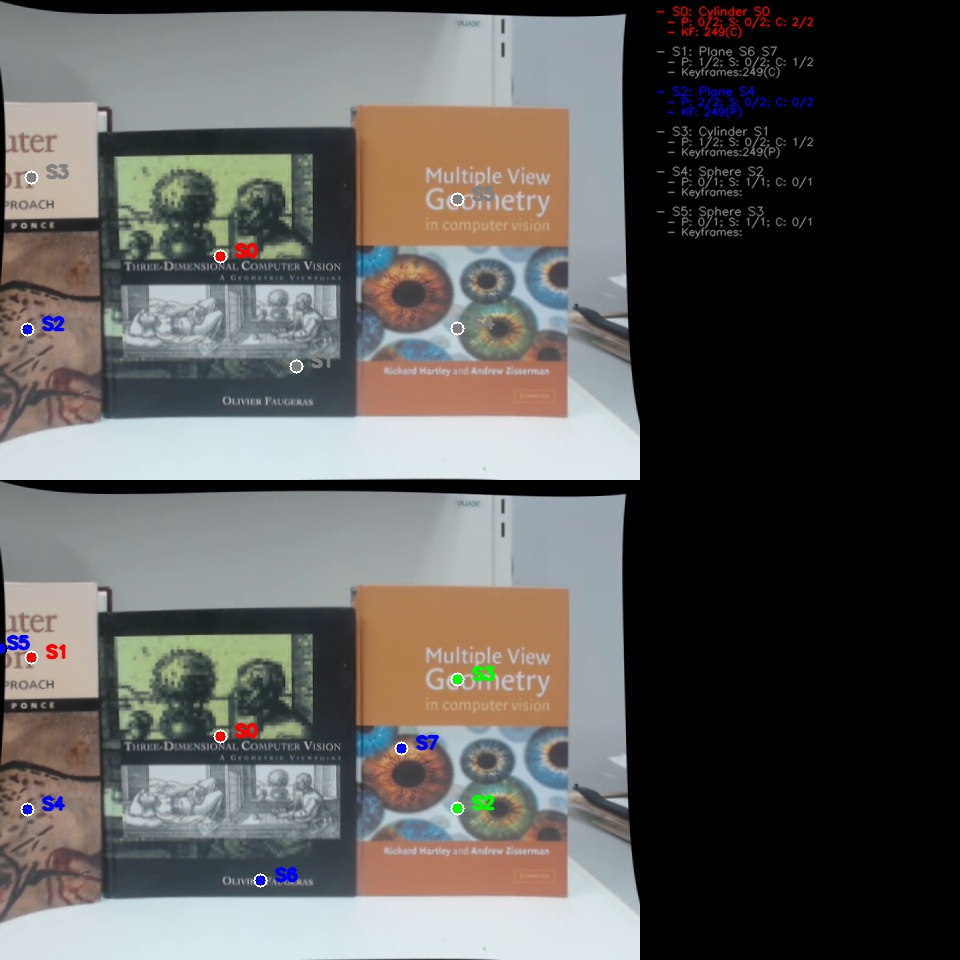 S0: Cylinder S0
P: 0/2; S: 0/2; C: 2/2
KF: 249(C)
S1: Plane S6 S7
P: 1/2; S: 0/2; C: 1/2
Keyframes:249(C)
S2: Plane S4
P: 2/2; S: 0/2; C: 0/2
KF: 249(P)
S3: Cylinder S1
P: 1/2; S: 0/2; C: 1/2
Keyframes:249(P)
S4: Sphere S2
P: 0/1; S: 1/1; C: 0/1
Keyframes:
S5: Sphere S3
P: 0/1; S: 1/1; C: 0/1
Keyframes:
uter
on
PROACH
PONCE
S3
S2
S0
THREE-DIMENSIONAL COMPUTER VISION
A GEOMETRIC VIEWPOINT
S1
OLIVIER FAUGERAS
Multiple View
Geometry
in computer vision
Richard Hartley and Andrew Zisserman
CAMBRIDGE
uter
on
PROACH
PONCE
S5
S1
S4
S0
THREE-DIMENSIONAL COMPUTER VISION
A GEOMETRIC VIEWPOINT
S6
Multiple View
Geometry
S3
in computer vision
S7
S2
Richard Hartley and Andrew Zisserman
CAMBRIDGE